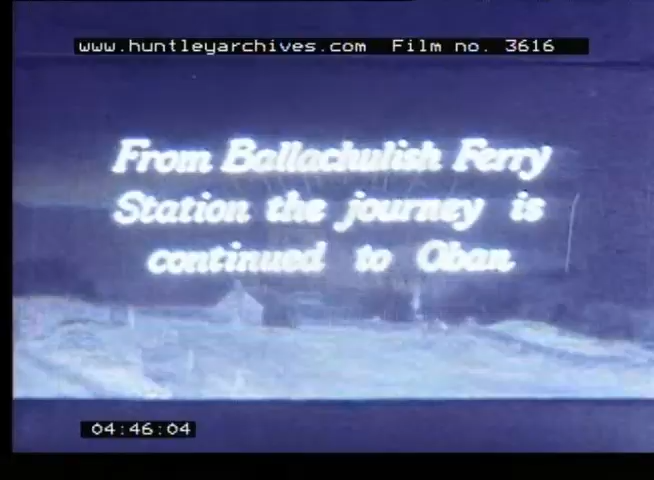 www.huntleyarchives.com Film no. 3616
From Ballachulish Ferry
Station the journey is
continued to Oban
04:46:04